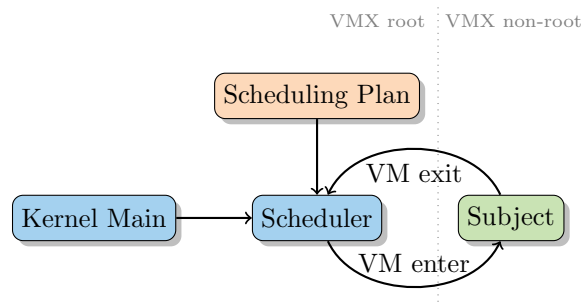 VMX root VMX non-root
Scheduling Plan
VM exit
Kernel Main Scheduler Subject
VM enter